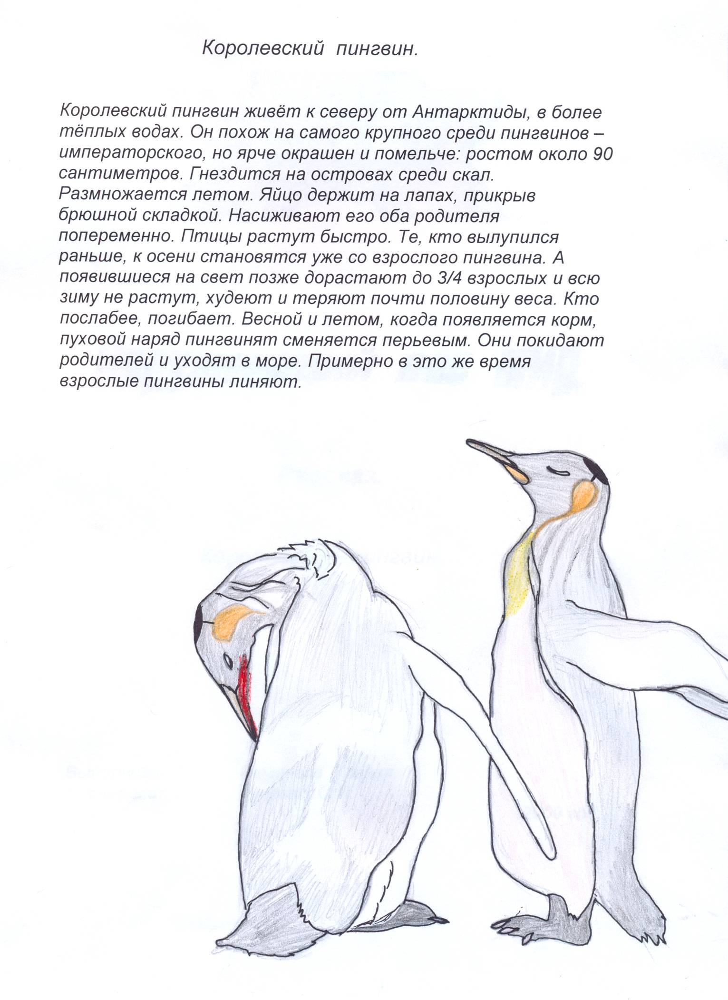 Королевский пингвин.
Королевский пингвин живёт к северу от Антарктиды, в более
тёплых водах. Он похож на самого крупного среди пингвинов –
императорского, но ярче окрашен и помельче: ростом около 90
сантиметров. Гнездится на островах среди скал.
Размножается летом. Яйцо держит на лапах, прикрыв
брюшной складкой. Насиживают его оба родителя
попеременно. Птицы растут быстро. Те, кто вылупился
раньше, к осени становятся уже со взрослого пингвина. А
появившиеся на свет позже дорастают до 3/4 взрослых и всю
зиму не растут, худеют и теряют почти половину веса. Кто
послабее, погибает. Весной и летом, когда появляется корм,
пуховой наряд пингвинят сменяется перьевым. Они покидают
родителей и уходят в море. Примерно в это же время
взрослые пингвины линяют.